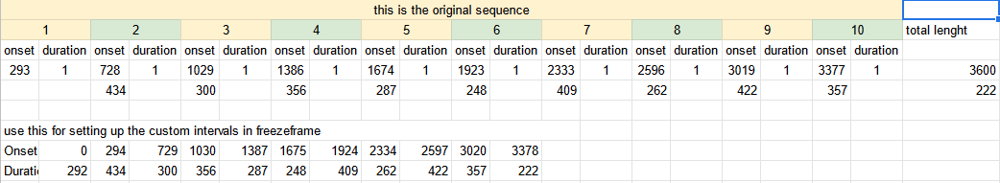 this is the original sequence
1 2 3 4 5 6 7 8 9 10 total lenght
onset duration onset duration onset duration onset duration onset duration onset duration onset duration onset duration onset duration onset duration
293 1 728 1 1029 1 1386 1 1674 1 1923 1 2333 1 2596 1 3019 1 3377 1 3600
434 300 356 287 248 409 262 422 357 222
use this for setting up the custom intervals in freezeframe
Onset 0 294 729 1030 1387 1675 1924 2334 2597 3020 3378
Durati 292 434 300 356 287 248 409 262 422 357 222